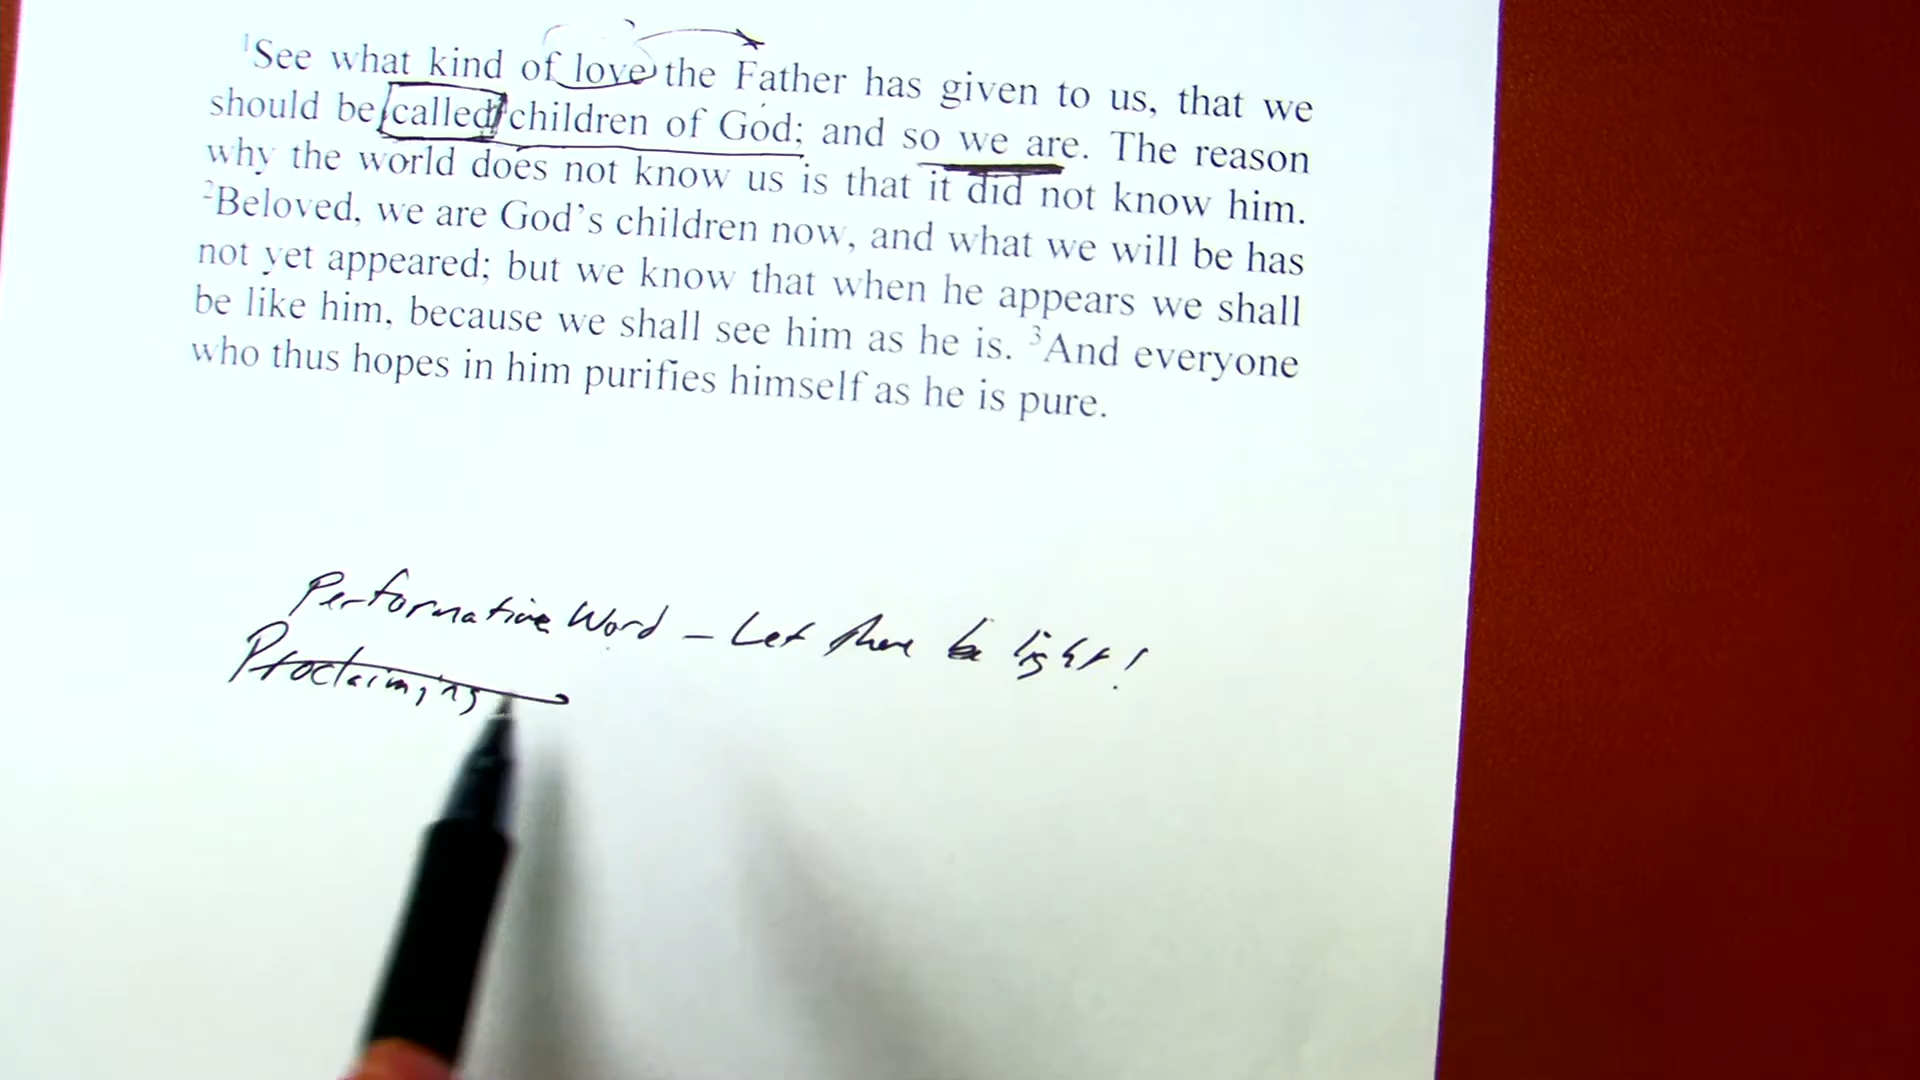 1See what kind of love the Father has given to us, that we
should be called children of God; and so we are. The reason
why the world does not know us is that it did not know him.
2Beloved, we are God's children now, and what we will be has
not yet appeared; but we know that when he appears we shall
be like him, because we shall see him as he is. 3And everyone
who thus hopes in him purifies himself as he is pure.
Performative Word – Let there be light!
Proclaiming